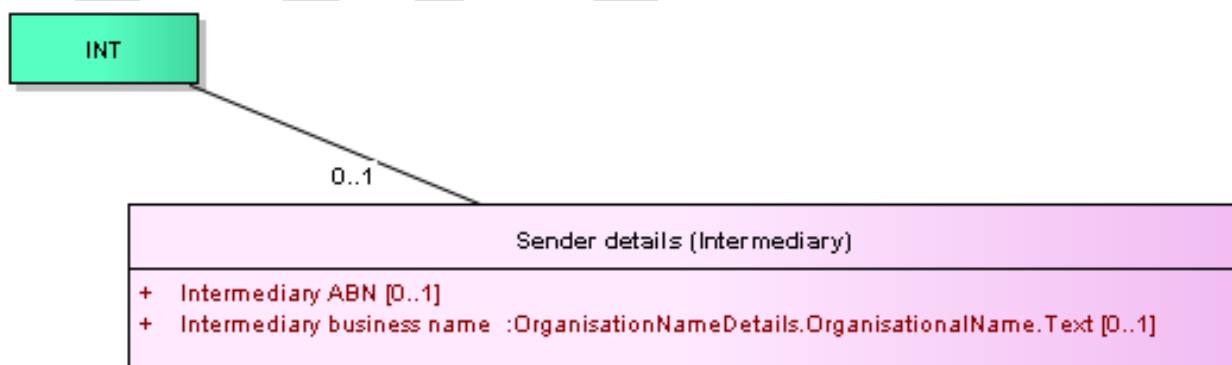 INT
0..1
Sender details (Intermediary)
+ Intermediary ABN [0..1]
+ Intermediary business name :OrganisationNameDetails.OrganisationalName.Text [0..1]